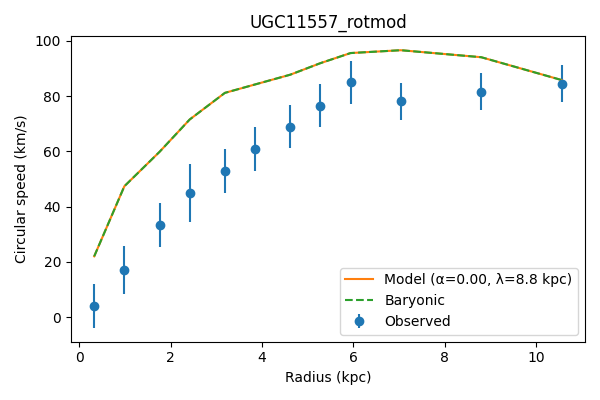 UGC11557_rotmod
100
80
60
40
20
0
Circular speed (km/s)
Model (α=0.00, λ=8.8 kpc)
Baryonic
Observed
0 2 4 6 8 10
Radius (kpc)